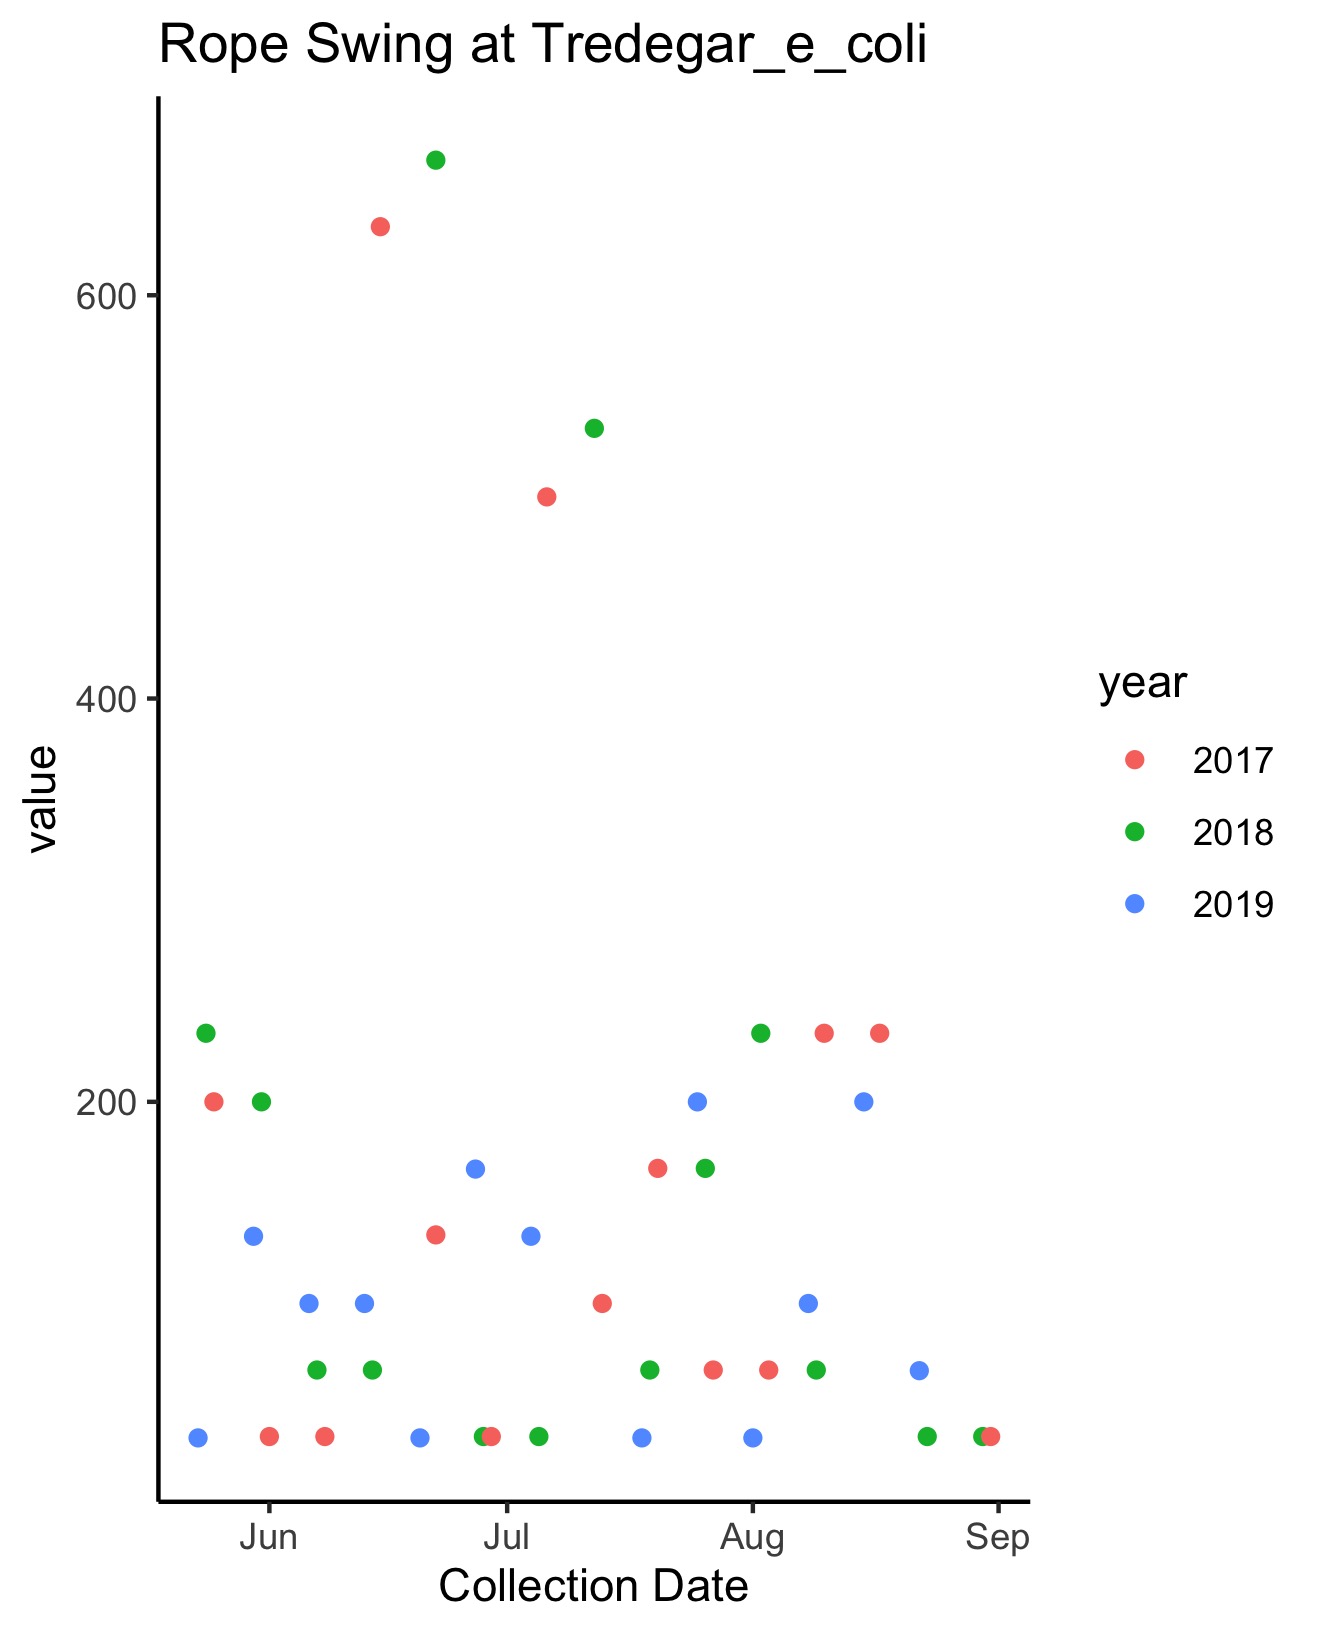 Rope Swing at Tredegar_e_coli
600
400
200
value
Jun Jul Aug Sep
Collection Date
year
2017
2018
2019